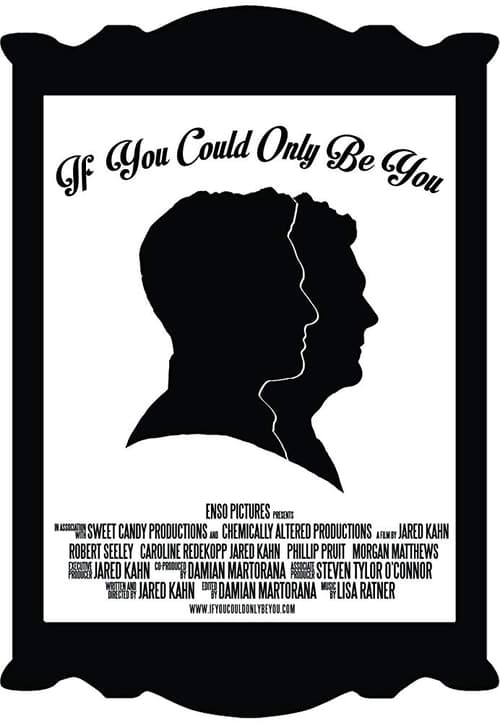 If You Could Only Be You
ENSO PICTURES PRESENTS
IN ASSOCIATION WITH SWEET CANDY PRODUCTIONS AND CHEMICALLY ALTERED PRODUCTIONS A FILM BY JARED KAHN
ROBERT SEELEY CAROLINE REDEKOPP JARED KAHN PHILLIP PRUIT MORGAN MATTHEWS
EXECUTIVE PRODUCER JARED KAHN CO-PRODUCED BY DAMIAN MARTORANA ASSOCIATE PRODUCER STEVEN TYLOR O'CONNOR
WRITTEN AND DIRECTED BY JARED KAHN EDITED BY DAMIAN MARTORANA MUSIC BY LISA RATNER
WWW.IFYOUCOULDONLYBEYOU.COM